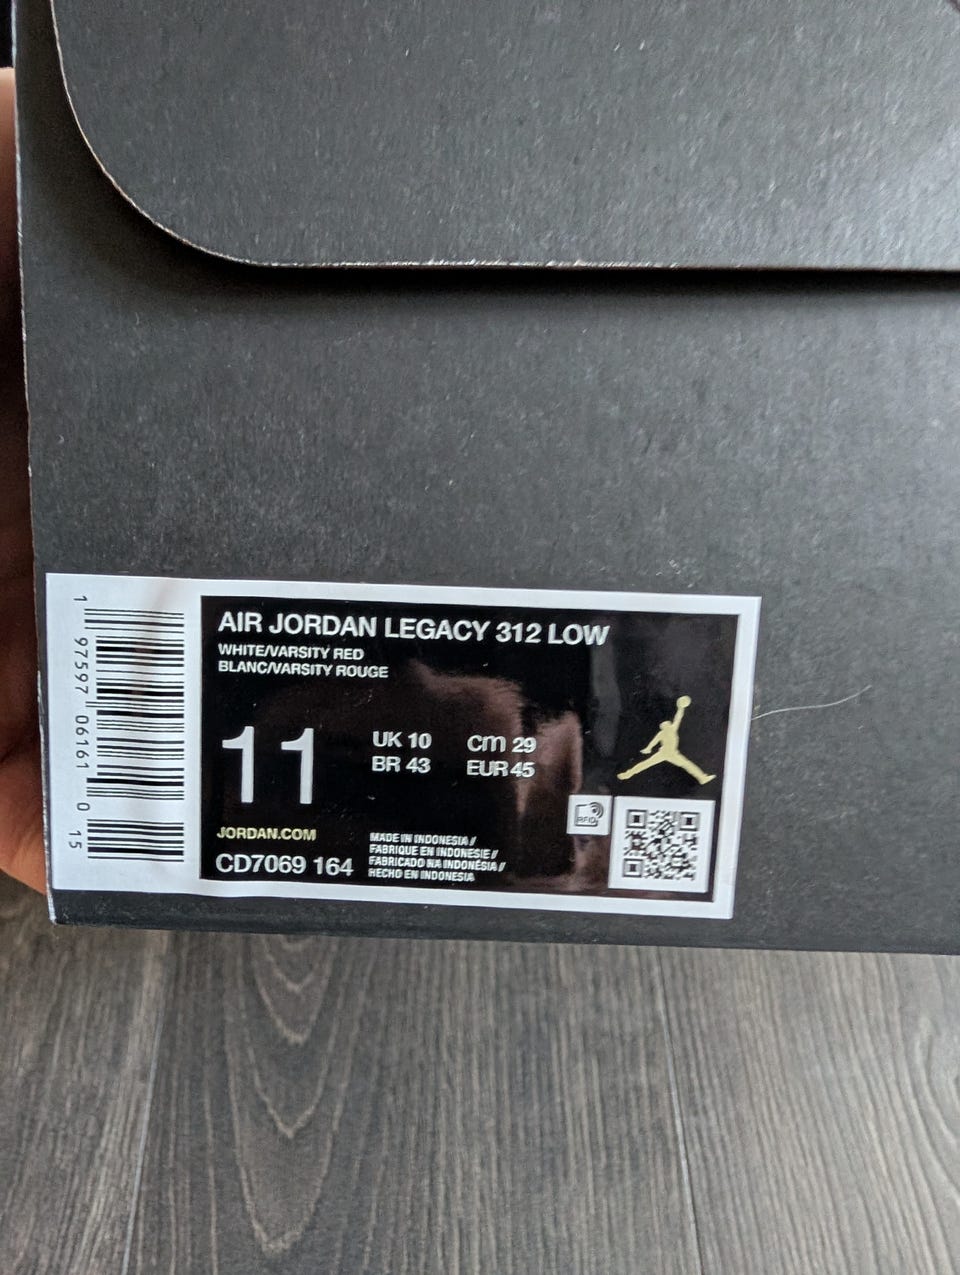 AIR JORDAN LEGACY 312 LOW
WHITE/VARSITY RED
BLANC/VARSITY ROUGE
11
UK 10 cm 29
BR 43 EUR 45
JORDAN.COM
CD7069 164
MADE IN INDONESIA //
FABRIQUE EN INDONESIE //
FABRICADO NA INDONÉSIA //
HECHO EN INDONESIA
RFID
1 97597 06161 0 15